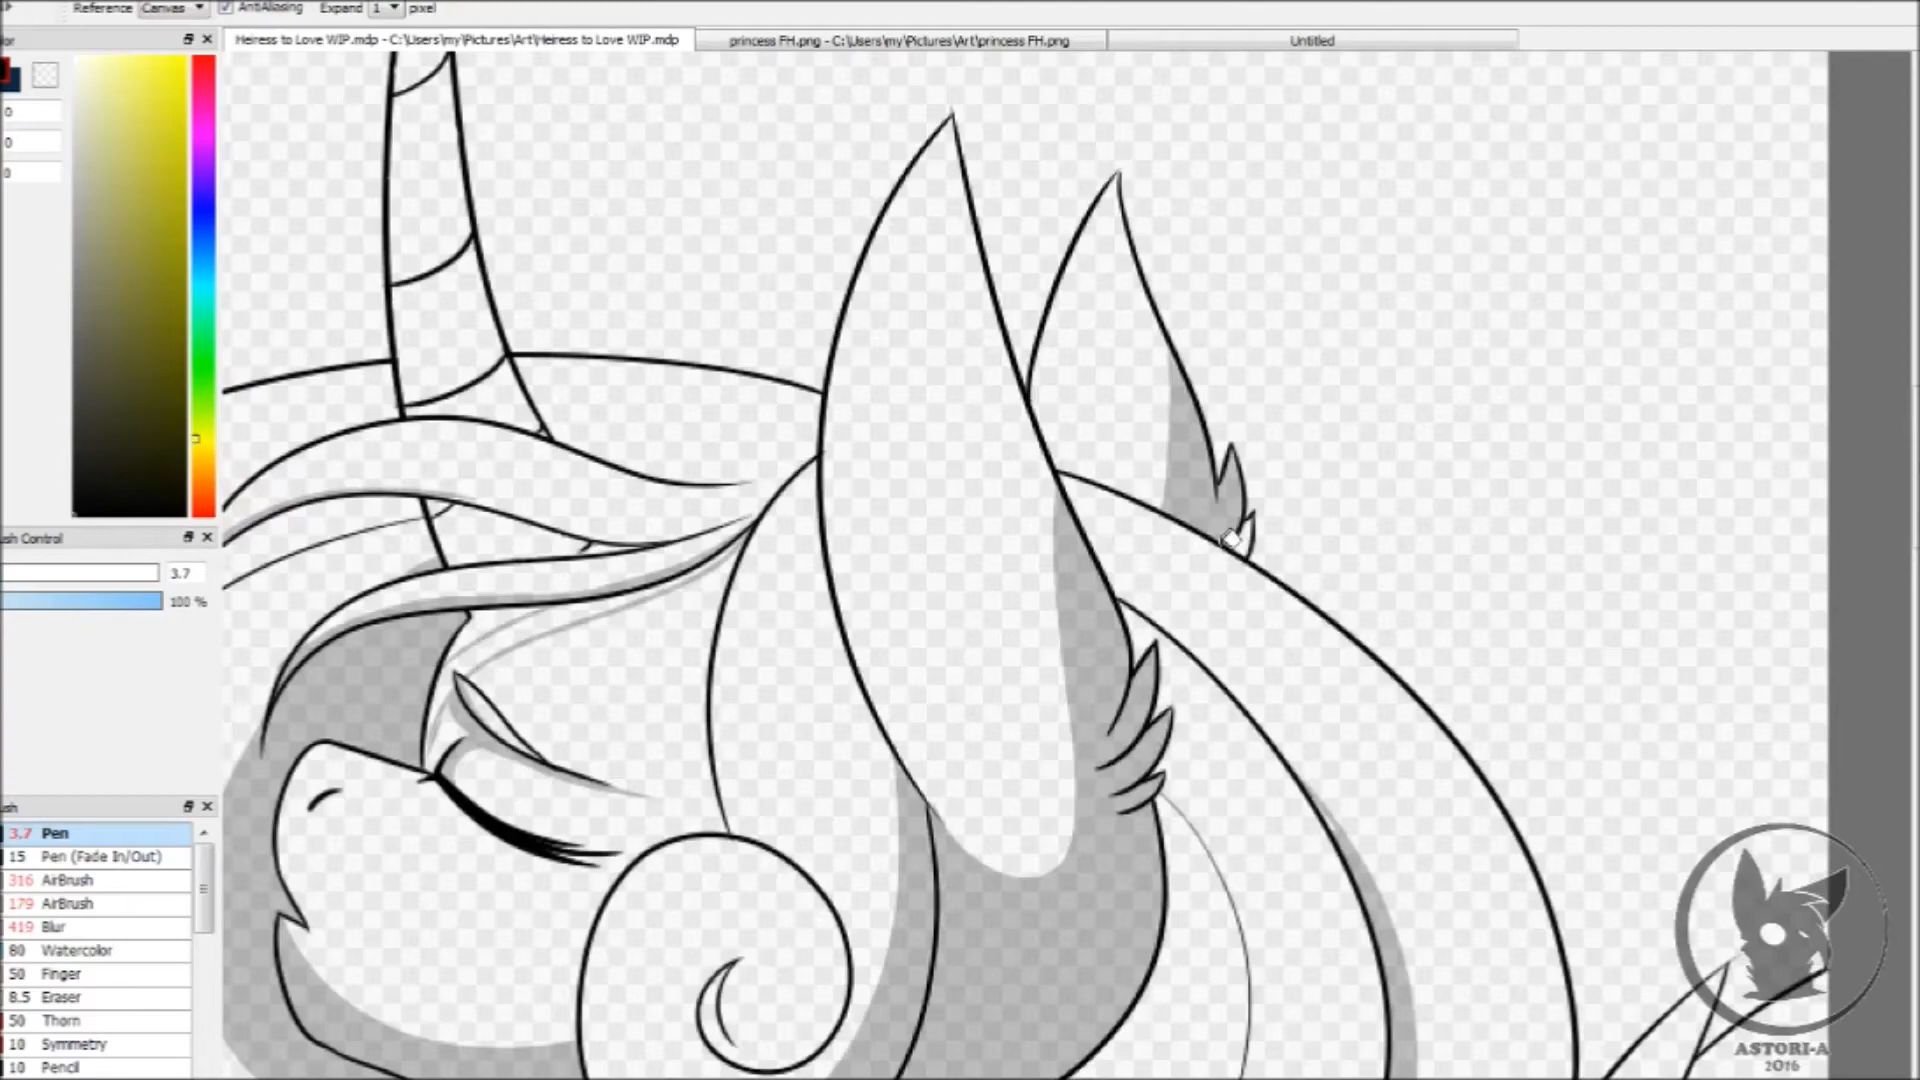 Reference Canvas AntiAliasing Expand 1 pixel
Heiress to Love WIP.mdp - C:\Users\my\Pictures\Art\Heiress to Love WIP.mdp princess FH.png - C:\Users\my\Pictures\Art\princess FH.png Untitled
0
0
0
ush Control
3.7
100 %
ush
3.7 Pen
15 Pen (Fade In/Out)
316 AirBrush
179 AirBrush
419 Blur
80 Watercolor
50 Finger
8.5 Eraser
50 Thorn
10 Symmetry
10 Pencil
ASTORI-A
2016